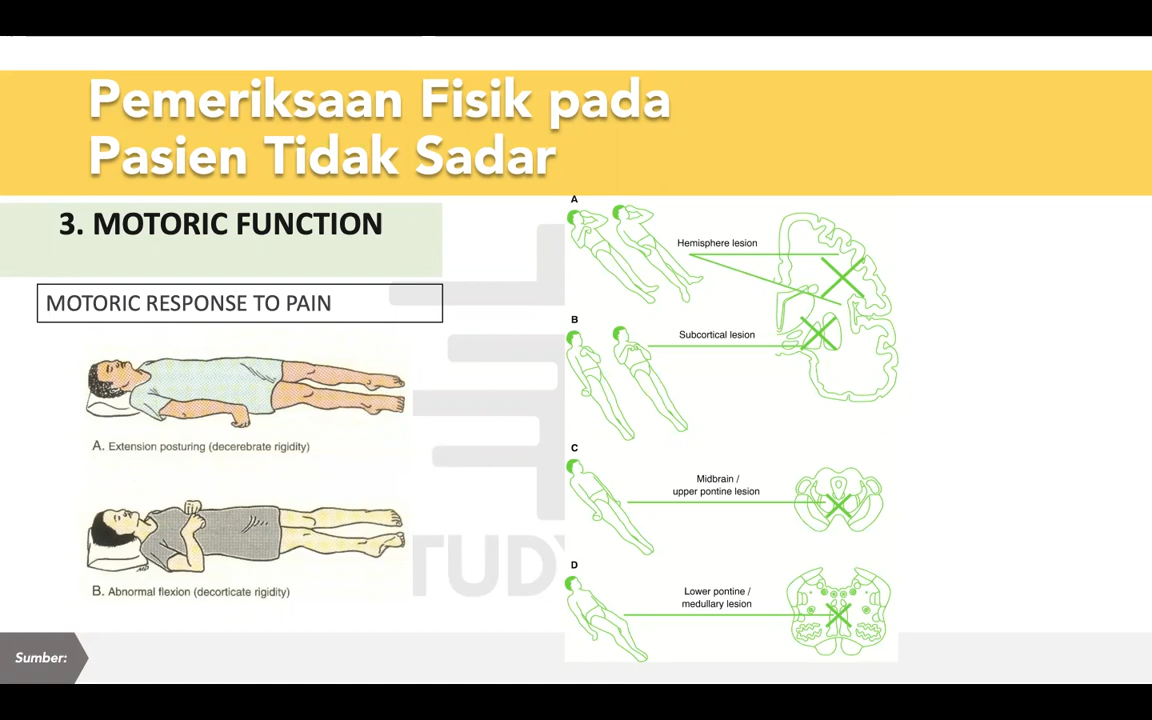 Pemeriksaan Fisik pada
Pasien Tidak Sadar
3. MOTORIC FUNCTION
MOTORIC RESPONSE TO PAIN
A. Extension posturing (decerebrate rigidity)
B. Abnormal flexion (decorticate rigidity)
A
Hemisphere lesion
B
Subcortical lesion
C
Midbrain /
upper pontine lesion
D
Lower pontine /
medullary lesion
TUDY
Sumber: